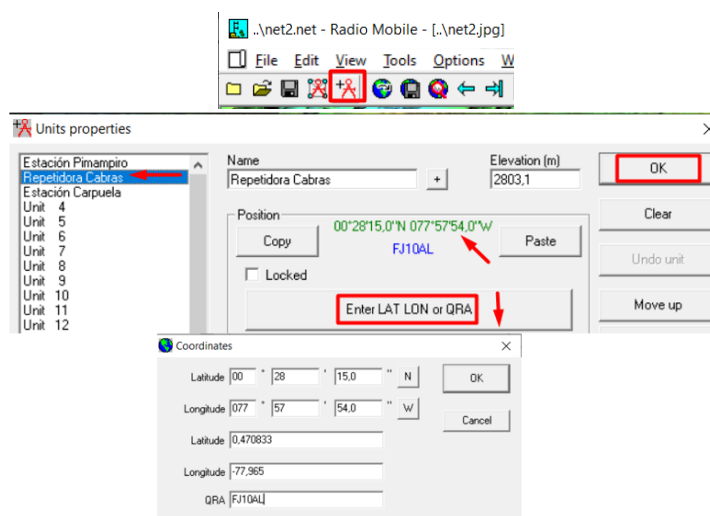 ..\net2.net - Radio Mobile - [..\net2.jpg]
File Edit View Tools Options W
Units properties
Estación Pimampiro
Repetidora Cabras
Estación Carpuela
Unit 4
Unit 5
Unit 6
Unit 7
Unit 8
Unit 9
Unit 10
Unit 11
Unit 12
Name
Repetidora Cabras
+
Elevation (m)
2803,1
Position
00°28'15,0"N 077°57'54,0"W
FJ10AL
Copy
Paste
Locked
Enter LAT LON or QRA
OK
Clear
Undo unit
Move up
Coordinates
Latitude 00 ° 28 ' 15,0 " N
Longitude 077 ° 57 ' 54,0 " W
Latitude 0,470833
Longitude -77,965
QRA FJ10AL
OK
Cancel